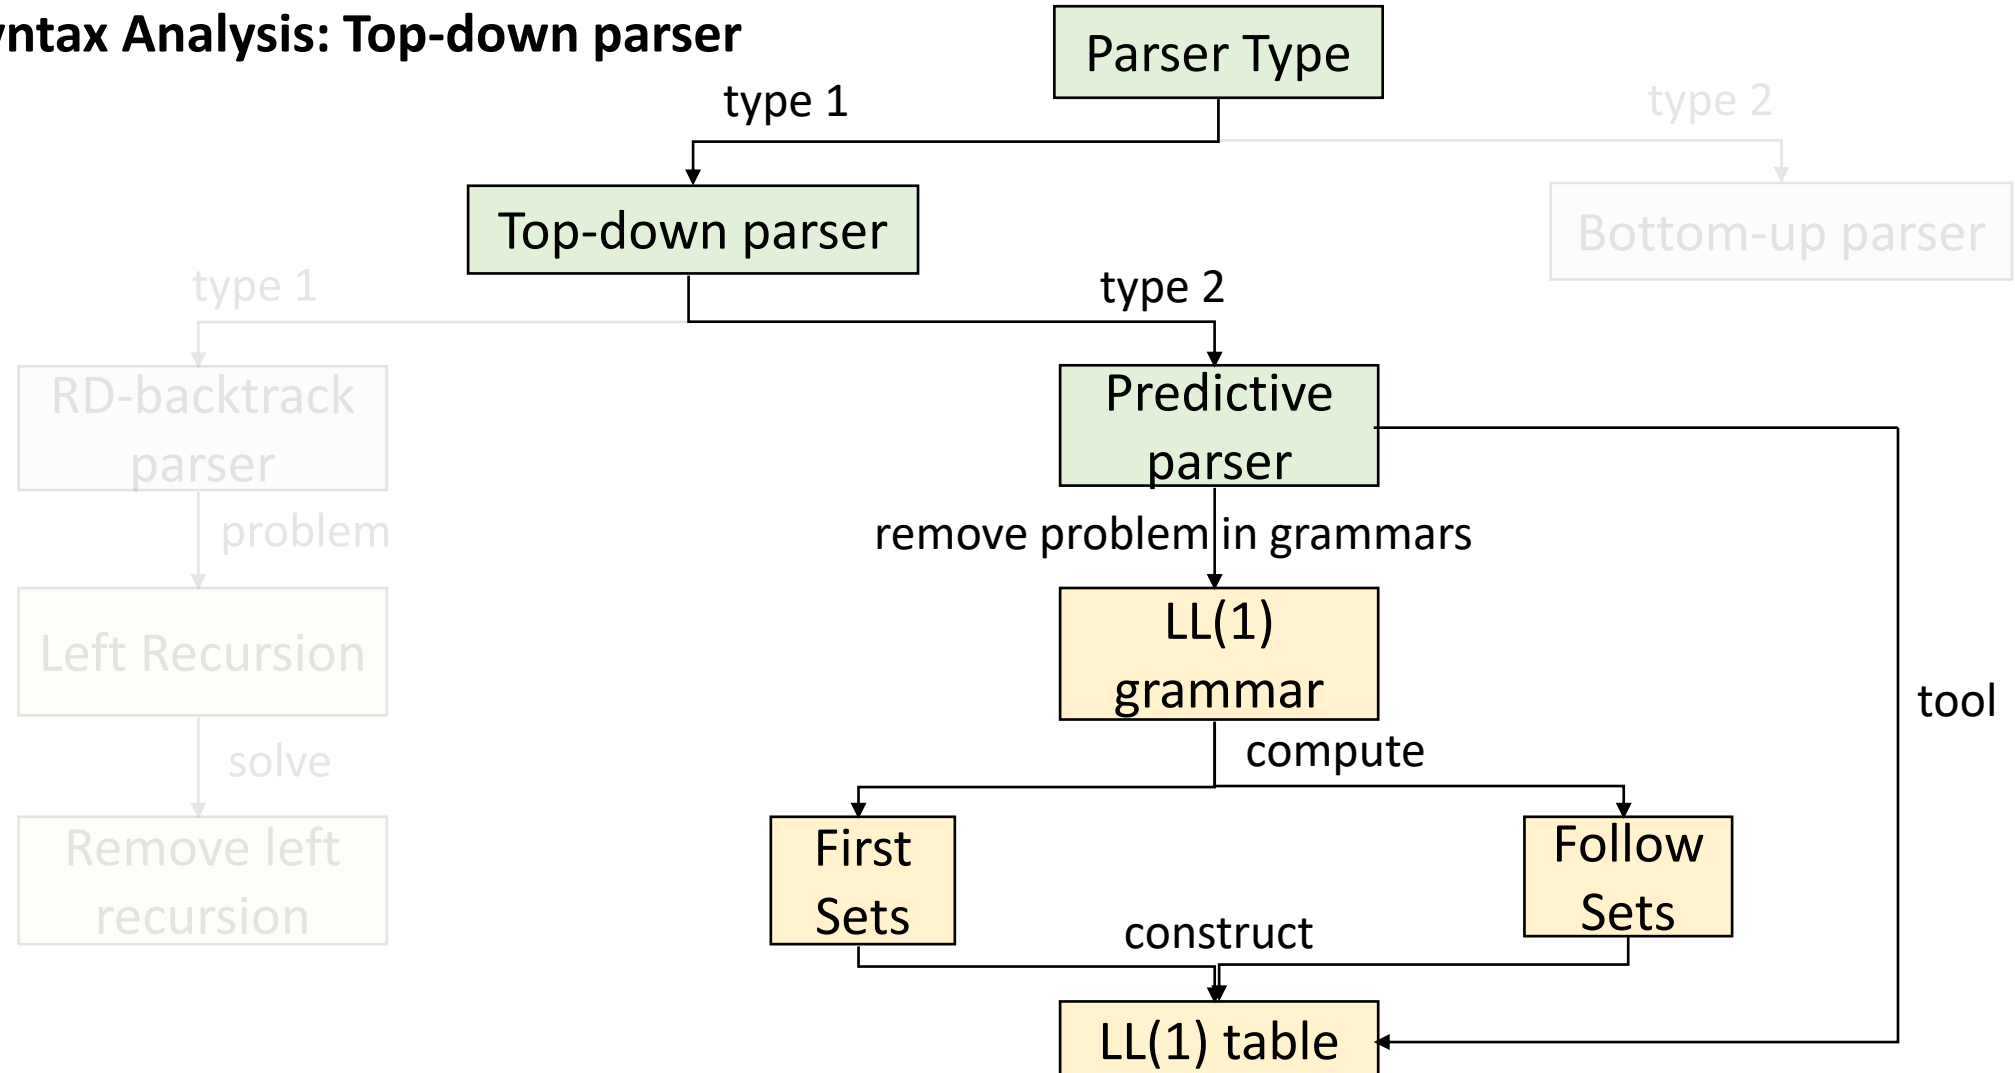 yntax Analysis: Top-down parser
Parser Type
type 1
type 2
Top-down parser
Bottom-up parser
type 1
type 2
RD-backtrack
parser
Predictive
parser
problem
remove problem in grammars
Left Recursion
LL(1)
grammar
tool
solve
compute
Remove left
recursion
First
Sets
Follow
Sets
construct
LL(1) table